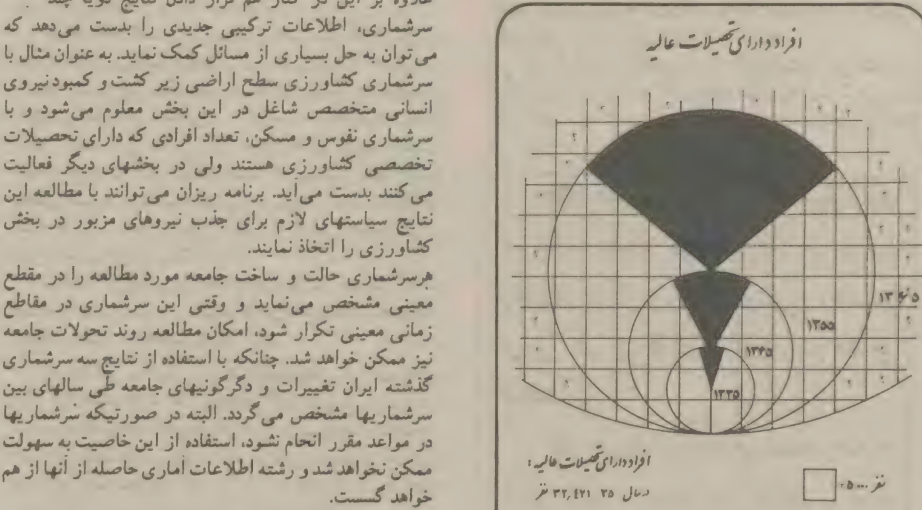 سرشماری، اطلاعات ترکیبی جدیدی را بدست می‌دهد که
می‌توان به حل بسیاری از مسائل کمک نماید. به عنوان مثال با
سرشماری کشاورزی سطح اراضی زیر کشت و کمبود نیروی
انسانی متخصص شاغل در این بخش معلوم می‌شود و با
سرشماری نفوس و مسکن، تعداد افرادی که دارای تحصیلات
تخصصی کشاورزی هستند ولی در بخشهای دیگر فعالیت
می‌کنند بدست می‌آید. برنامه ریزان می‌توانند با مطالعه این
نتایج سیاستهای لازم برای جذب نیروهای مزبور در بخش
کشاورزی را اتخاذ نمایند.
هرسرشماری حالت و ساخت جامعه مورد مطالعه را در مقطع
معینی مشخص می‌نماید و وقتی این سرشماری در مقاطع
زمانی معینی تکرار شود، امکان مطالعه روند تحولات جامعه
نیز ممکن خواهد شد. چنانکه با استفاده از نتایج سه سرشماری
گذشته ایران تغییرات و دگرگونیهای جامعه طی سالهای بین
سرشماریها مشخص می‌گردد. البته در صورتیکه سرشماریها
در مواعد مقرر انجام نشود، استفاده از این خاصیت به سهولت
ممکن نخواهد شد و رشته اطلاعات آماری حاصله از آنها از هم
خواهد گسست.
افراد دارای تحصیلات عالیه
۱۳۵۵
۱۳۴۵
۱۳۳۵
افراد دارای تحصیلات عالیه :
در سال ۳۵ ۳۲,۴۲۱ نفر
نفر